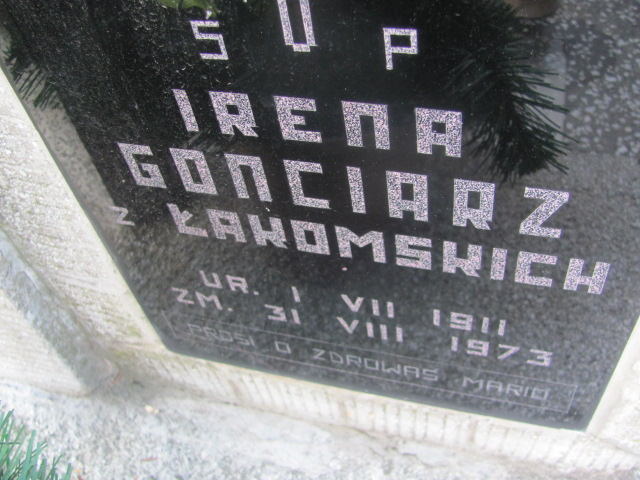 Ś U P
IRENA
GONCIARZ
Z ŁAKOMSKICH
UR. 1 VII 1911
ZM. 31 VIII 1973
PROSI O ZDROWAŚ MARIO